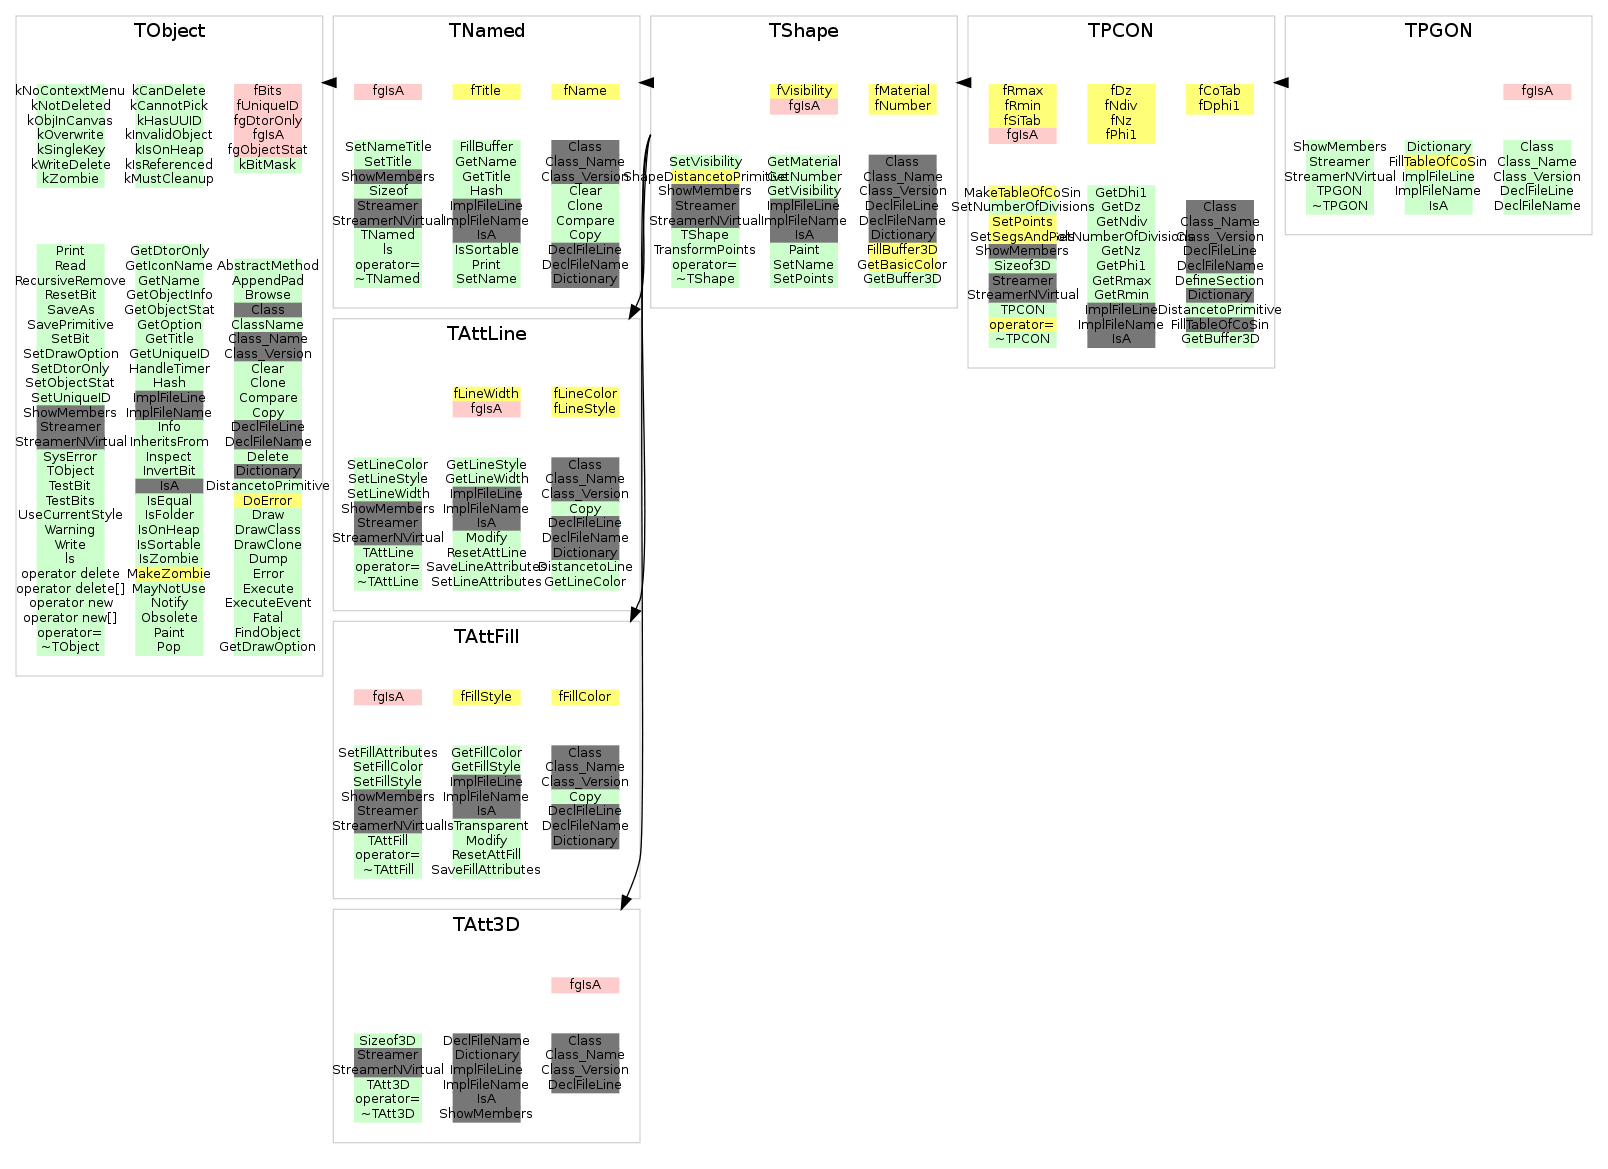 TObject
kNoContextMenu kCanDelete fBits
kNotDeleted kCannotPick fUniqueID
kObjInCanvas kHasUUID fgDtorOnly
kOverwrite kInvalidObject fgIsA
kSingleKey kIsOnHeap fgObjectStat
kWriteDelete kIsReferenced kBitMask
kZombie kMustCleanup
Print GetDtorOnly
Read GetIconName AbstractMethod
RecursiveRemove GetName AppendPad
ResetBit GetObjectInfo Browse
SaveAs GetObjectStat Class
SavePrimitive GetOption ClassName
SetBit GetTitle Class_Name
SetDrawOption GetUniqueID Class_Version
SetDtorOnly HandleTimer Clear
SetObjectStat Hash Clone
SetUniqueID ImplFileLine Compare
ShowMembers ImplFileName Copy
Streamer Info DeclFileLine
StreamerNVirtual InheritsFrom DeclFileName
SysError Inspect Delete
TObject InvertBit Dictionary
TestBit IsA DistancetoPrimitive
TestBits IsEqual DoError
UseCurrentStyle IsFolder Draw
Warning IsOnHeap DrawClass
Write IsSortable DrawClone
ls IsZombie Dump
operator delete MakeZombie Error
operator delete[] MayNotUse Execute
operator new Notify ExecuteEvent
operator new[] Obsolete Fatal
operator= Paint FindObject
~TObject Pop GetDrawOption
TNamed
fgIsA fTitle fName
SetNameTitle FillBuffer Class
SetTitle GetName Class_Name
ShowMembers GetTitle Class_Version
Sizeof Hash Clear
Streamer ImplFileLine Clone
StreamerNVirtual ImplFileName Compare
TNamed IsA Copy
ls IsSortable DeclFileLine
operator= Print DeclFileName
~TNamed SetName Dictionary
TAttLine
fLineWidth fLineColor
fgIsA fLineStyle
SetLineColor GetLineStyle Class
SetLineStyle GetLineWidth Class_Name
SetLineWidth ImplFileLine Class_Version
ShowMembers ImplFileName Copy
Streamer IsA DeclFileLine
StreamerNVirtual Modify DeclFileName
TAttLine ResetAttLine Dictionary
operator= SaveLineAttributes DistancetoLine
~TAttLine SetLineAttributes GetLineColor
TAttFill
fgIsA fFillStyle fFillColor
SetFillAttributes GetFillColor Class
SetFillColor GetFillStyle Class_Name
SetFillStyle ImplFileLine Class_Version
ShowMembers ImplFileName Copy
Streamer IsA DeclFileLine
StreamerNVirtual IsTransparent DeclFileName
TAttFill Modify Dictionary
operator= ResetAttFill
~TAttFill SaveFillAttributes
TAtt3D
fgIsA
Sizeof3D DeclFileName Class
Streamer Dictionary Class_Name
StreamerNVirtual ImplFileLine Class_Version
TAtt3D ImplFileName DeclFileLine
operator= IsA
~TAtt3D ShowMembers
TShape
fVisibility fMaterial
fgIsA fNumber
SetVisibility GetMaterial Class
ShapeDistancetoPrimitive GetNumber Class_Name
ShowMembers GetVisibility Class_Version
Streamer ImplFileLine DeclFileLine
StreamerNVirtual ImplFileName DeclFileName
TShape IsA Dictionary
TransformPoints Paint FillBuffer3D
operator= SetName GetBasicColor
~TShape SetPoints GetBuffer3D
TPCON
fRmax fDz fCoTab
fRmin fNdiv fDphi1
fSiTab fNz
fgIsA fPhi1
MakeTableOfCoSin GetDhi1
SetNumberOfDivisions GetDz Class
SetPoints GetNdiv Class_Name
SetSegsAndPols GetNumberOfDivisions Class_Version
ShowMembers GetNz DeclFileLine
Sizeof3D GetPhi1 DeclFileName
Streamer GetRmax DefineSection
StreamerNVirtual GetRmin Dictionary
TPCON ImplFileLine DistancetoPrimitive
operator= ImplFileName FillTableOfCoSin
~TPCON IsA GetBuffer3D
TPGON
fgIsA
ShowMembers Dictionary Class
Streamer FillTableOfCoSin Class_Name
StreamerNVirtual ImplFileLine Class_Version
TPGON ImplFileName DeclFileLine
~TPGON IsA DeclFileName